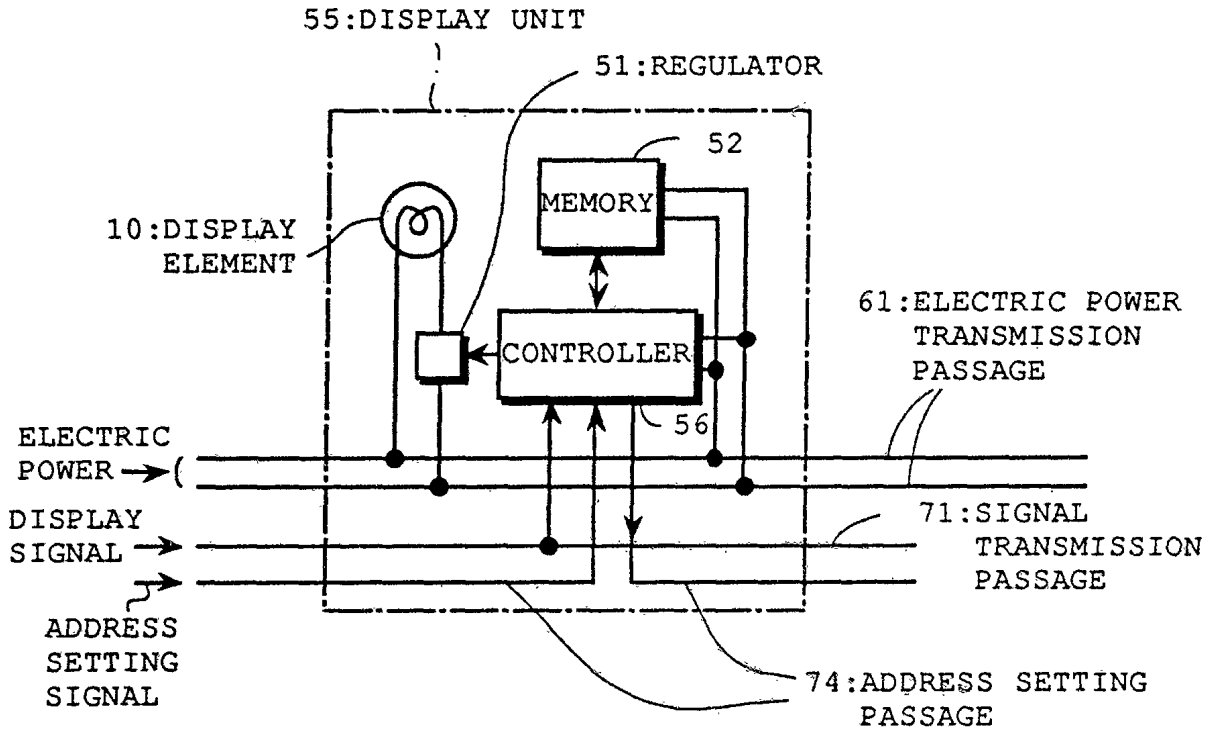 55:DISPLAY UNIT
51:REGULATOR
52
MEMORY
10:DISPLAY
ELEMENT
61:ELECTRIC POWER
TRANSMISSION
PASSAGE
CONTROLLER
56
ELECTRIC
POWER
DISPLAY
SIGNAL
71:SIGNAL
TRANSMISSION
PASSAGE
ADDRESS
SETTING
SIGNAL
74:ADDRESS SETTING
PASSAGE